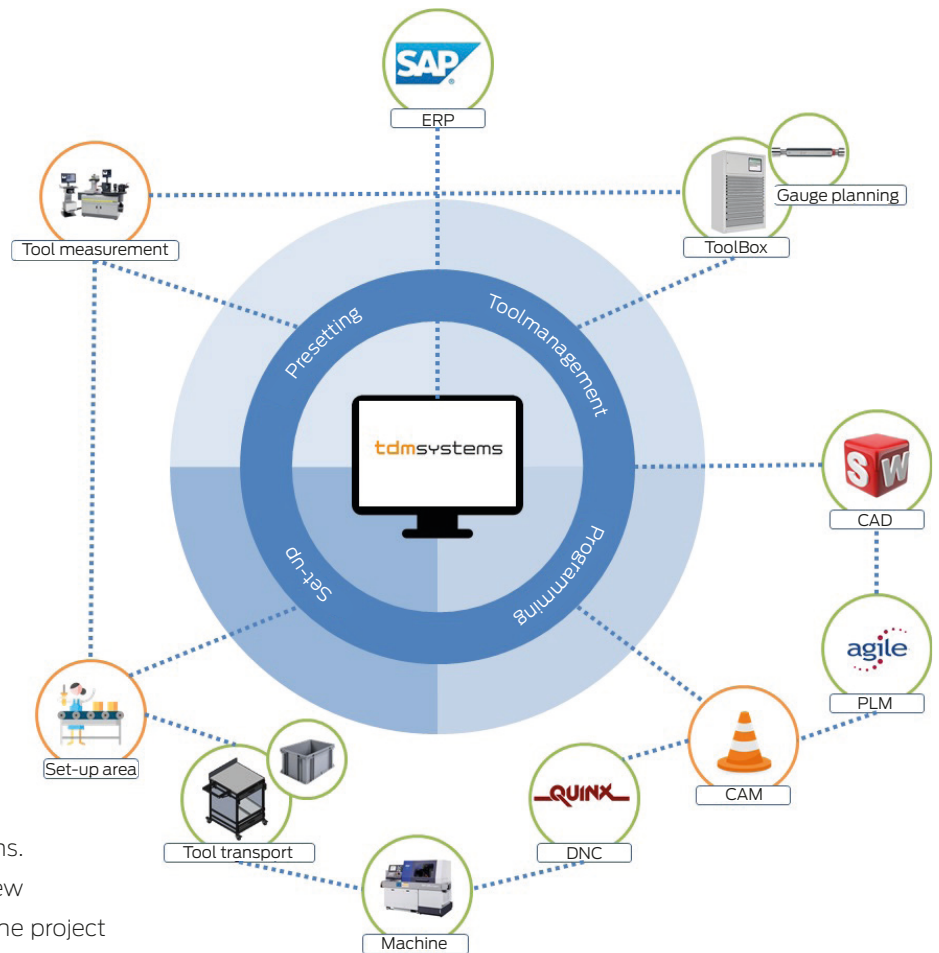 SAP
ERP
Gauge planning
Tool measurement
ToolBox
Presetting
Toolmanagement
tdmsystems
SW
CAD
Set-up
Programming
agile
PLM
Set-up area
CAM
QUINX
DNC
Tool transport
Machine
ns.
ew
he project